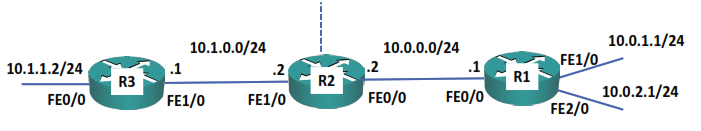 10.1.1.2/24
FE0/0
R3
.1
FE1/0
10.1.0.0/24
.2
FE1/0
R2
.2
FE0/0
10.0.0.0/24
.1
FE0/0
R1
FE1/0
10.0.1.1/24
10.0.2.1/24
FE2/0